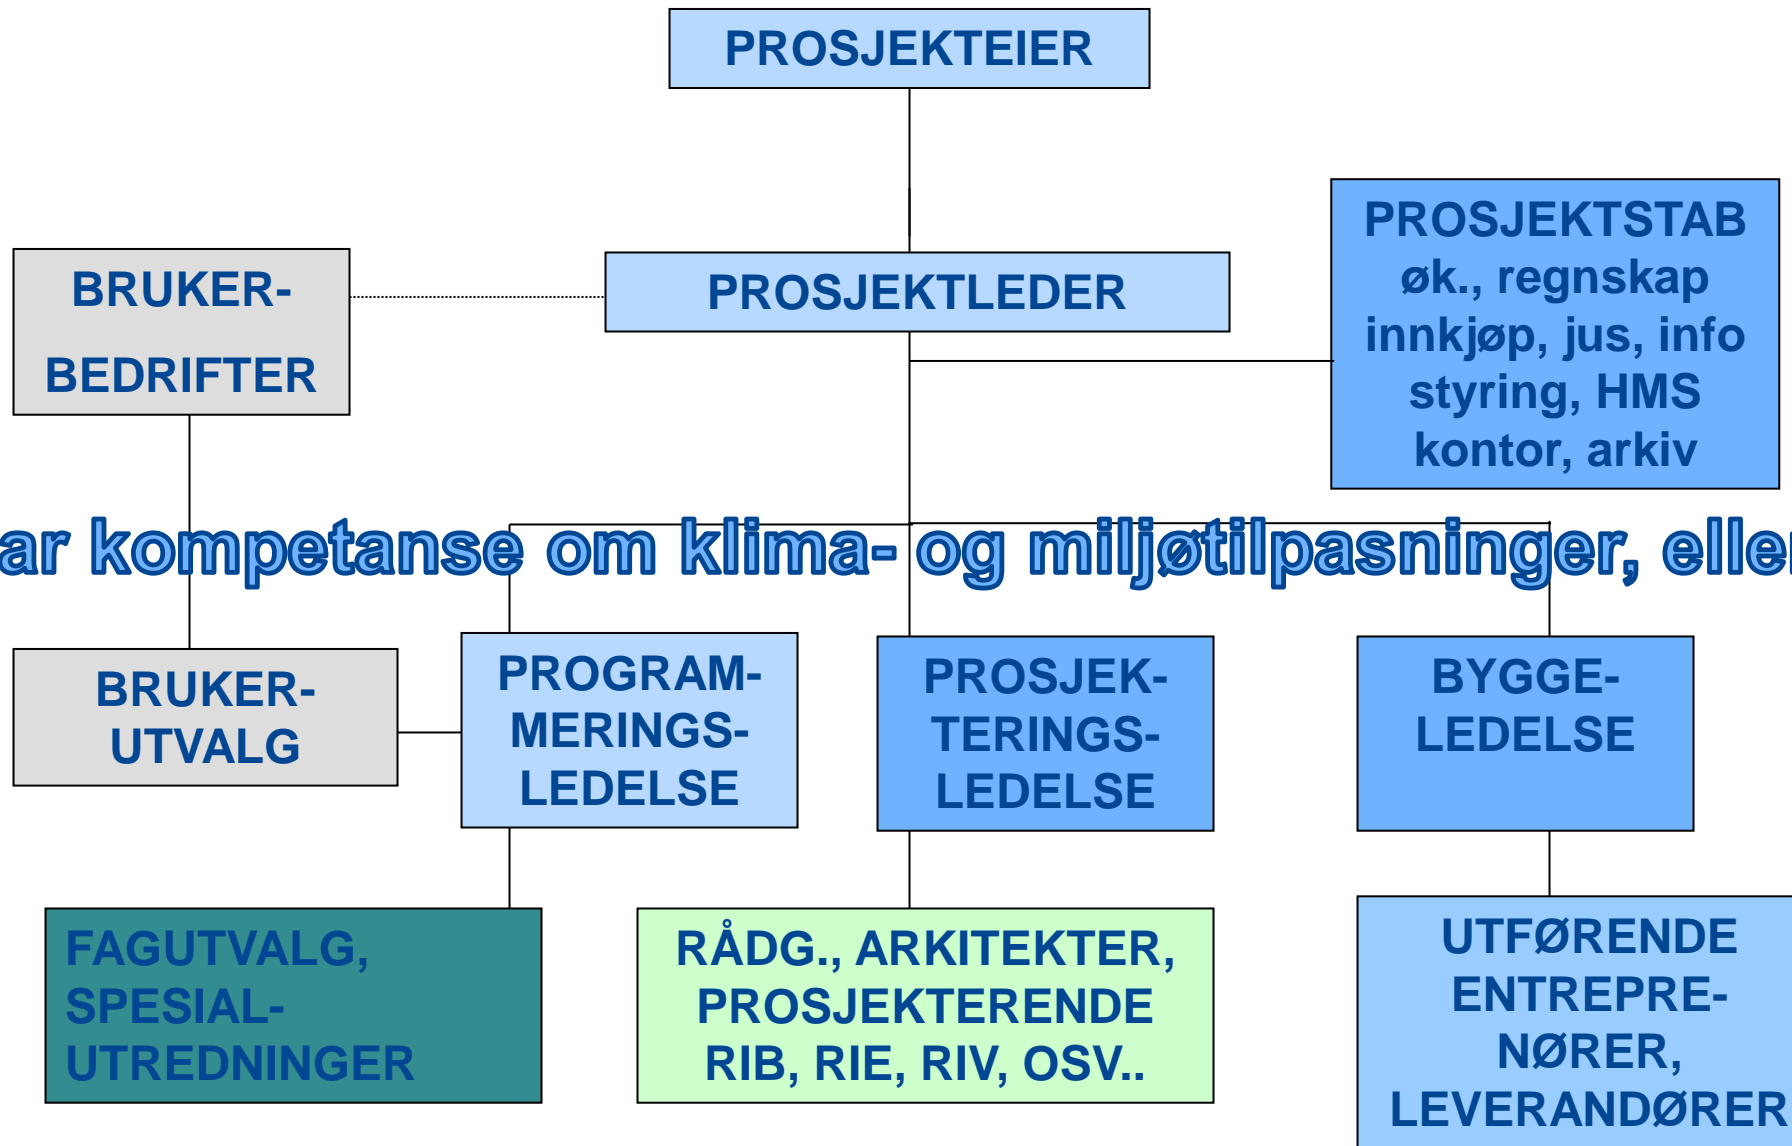 PROSJEKTEIER
PROSJEKTSTAB
øk., regnskap
innkjøp, jus, info
styring, HMS
kontor, arkiv
BRUKER-
BEDRIFTER
PROSJEKTLEDER
kompetanse om klima- og miljøtilpasninger, eller
BRUKER-
UTVALG
PROGRAM-
MERINGS-
LEDELSE
PROSJEK-
TERINGS-
LEDELSE
BYGGE-
LEDELSE
FAGUTVALG,
SPESIAL-
UTREDNINGER
RÅDG., ARKITEKTER,
PROSJEKTERENDE
RIB, RIE, RIV, OSV..
UTFØRENDE
ENTREPRE-
NØRER,
LEVERANDØRER